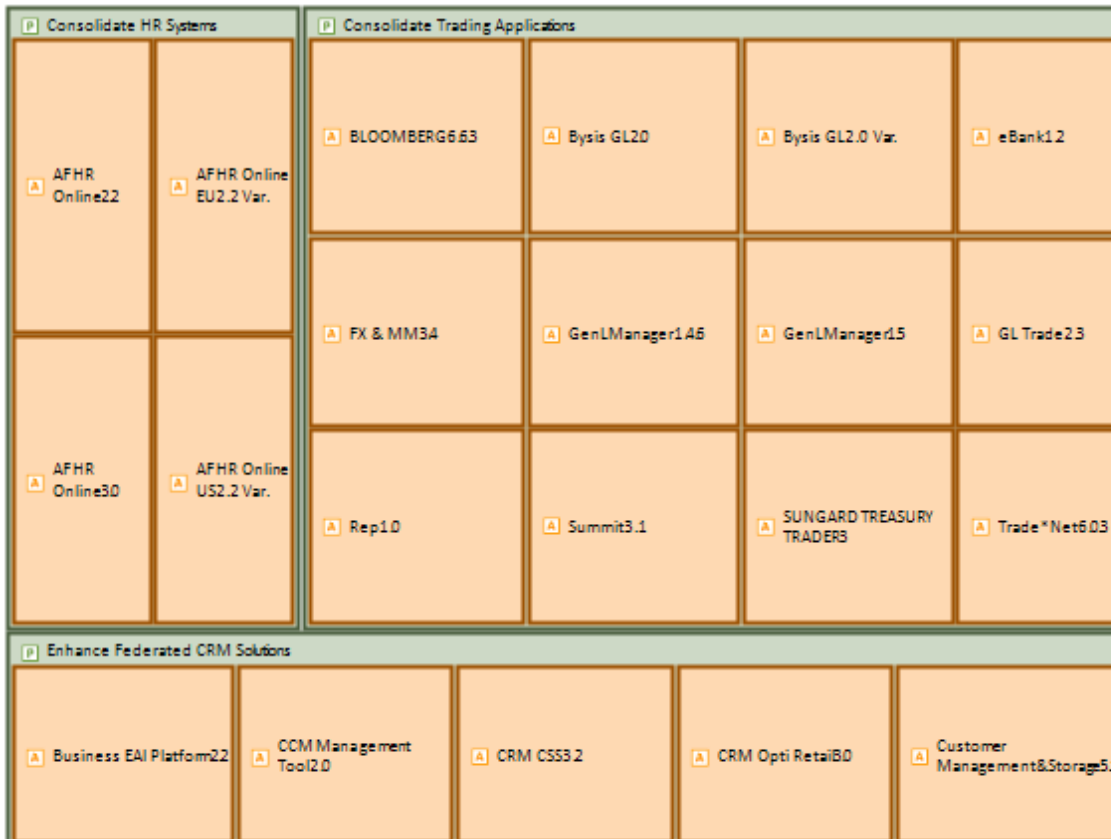 P Consolidate HR Systems
A AFHR
Online2.2
A AFHR Online
EU2.2 Var.
A AFHR
Online3.0
A AFHR Online
US2.2 Var.
P Consolidate Trading Applications
A BLOOMBERG6.63
A Bysis GL2.0
A Bysis GL2.0 Var.
A eBank1.2
A FX & MM3.4
A GenLManager1.4.6
A GenLManager1.5
A GL Trade2.3
A Rep1.0
A Summit3.1
A SUNGARD TREASURY
TRADER3
A Trade*Net6.0.3
P Enhance Federated CRM Solutions
A Business EAI Platform2.2
A CCM Management
Tool2.0
A CRM CSS3.2
A CRM Opti Retail3.0
A Customer
Management&Storage5.